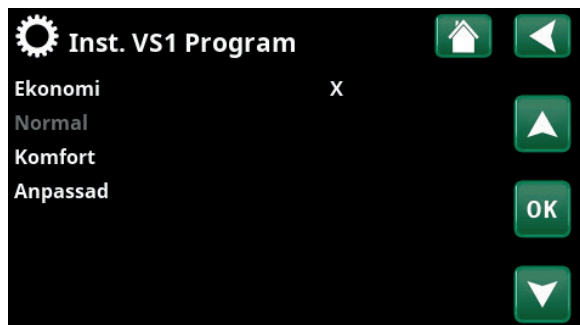 Inst. VS1 Program
Ekonomi X
Normal
Komfort
Anpassad
OK